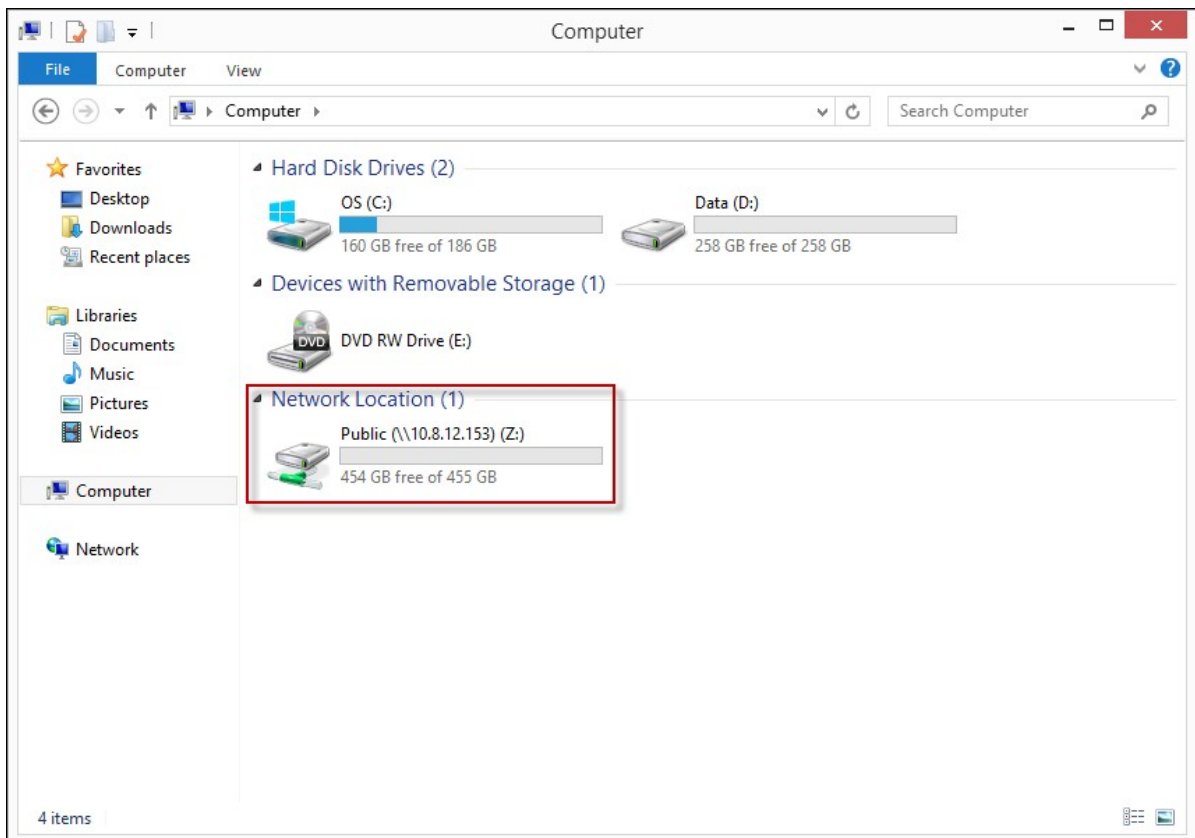 Computer
File Computer View
Computer
Search Computer
Favorites
Desktop
Downloads
Recent places
Libraries
Documents
Music
Pictures
Videos
Computer
Network
Hard Disk Drives (2)
OS (C:)
160 GB free of 186 GB
Data (D:)
258 GB free of 258 GB
Devices with Removable Storage (1)
DVD
DVD RW Drive (E:)
Network Location (1)
Public (\\10.8.12.153) (Z:)
454 GB free of 455 GB
4 items